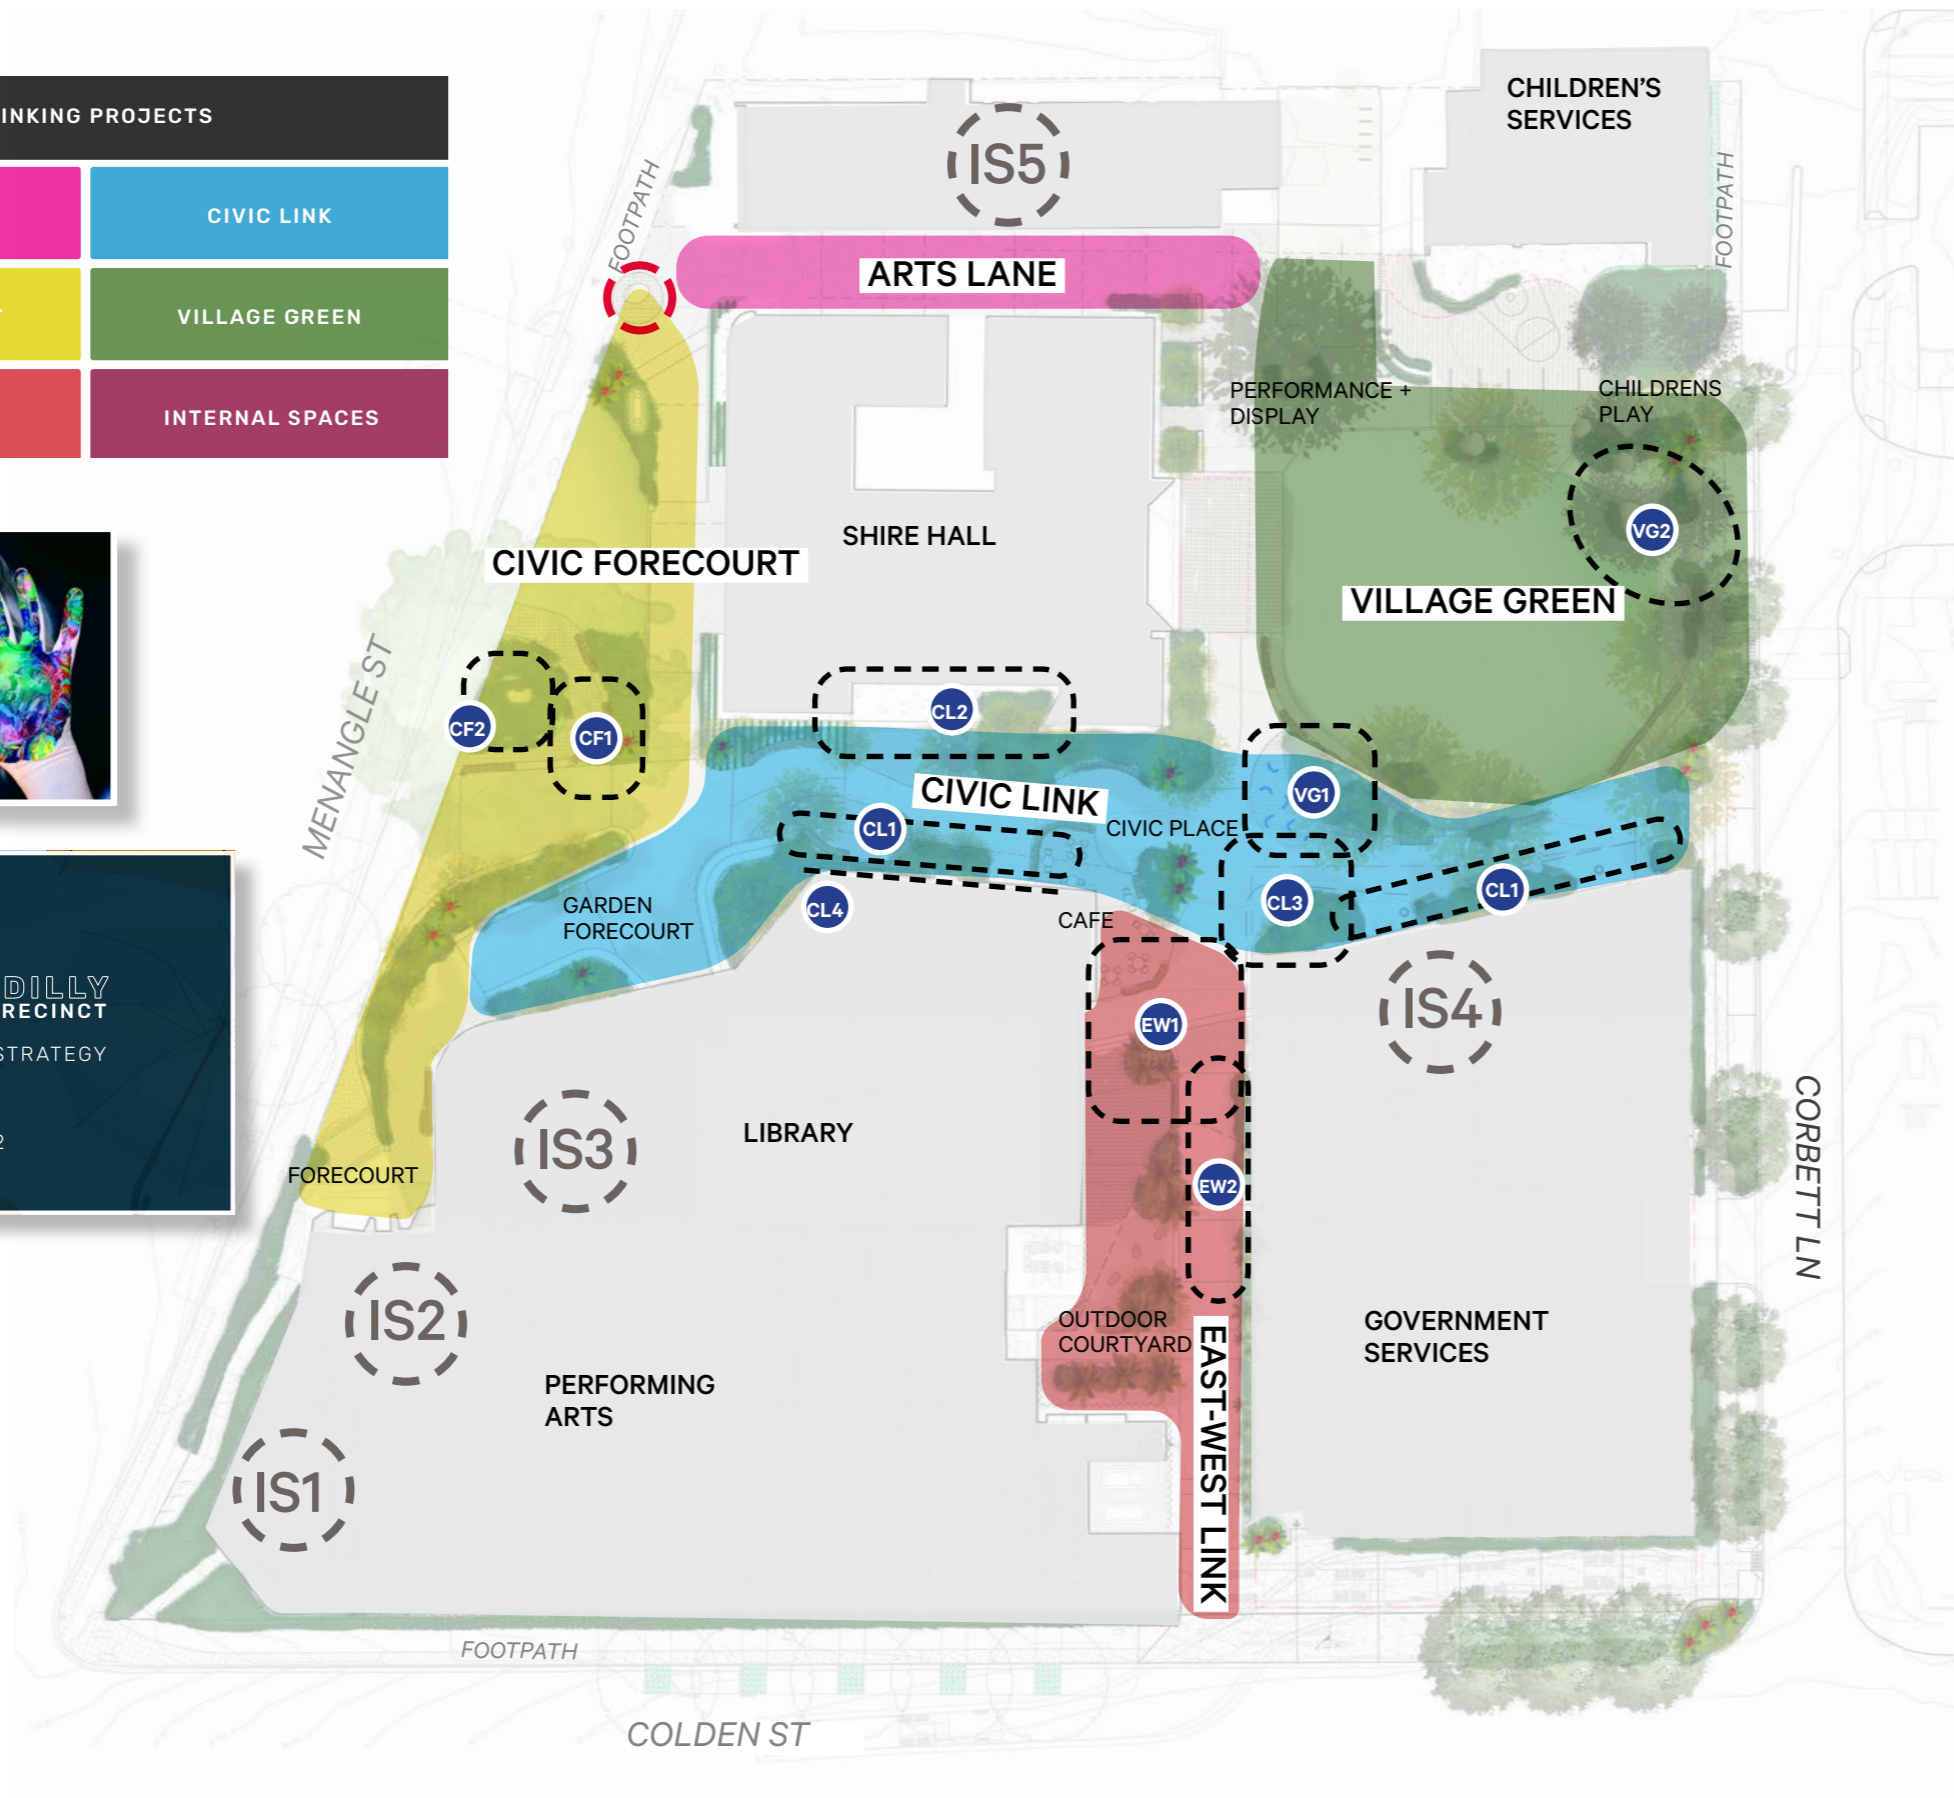 INKING PROJECTS
CIVIC LINK
VILLAGE GREEN
INTERNAL SPACES
DILLY
RECINCT
STRATEGY
2
CHILDREN'S
SERVICES
IS5
FOOTPATH
FOOTPATH
ARTS LANE
PERFORMANCE +
DISPLAY
CHILDRENS
PLAY
SHIRE HALL
VG2
CIVIC FORECOURT
VILLAGE GREEN
MENANGLE ST
CF2
CF1
CL2
CIVIC LINK
VG1
CL1
CIVIC PLACE
CL1
CL3
CL4
GARDEN
FORECOURT
CAFE
IS4
EW1
IS3
LIBRARY
FORECOURT
EW2
CORBETT LN
IS2
OUTDOOR
COURTYARD
GOVERNMENT
SERVICES
PERFORMING
ARTS
EAST-WEST LINK
IS1
FOOTPATH
COLDEN ST